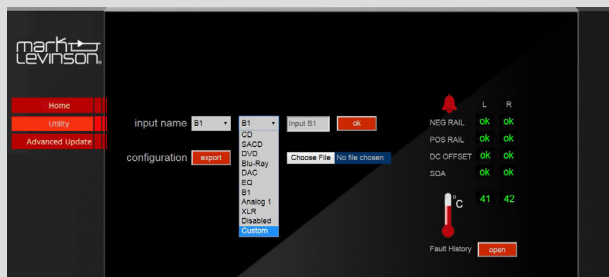 mark
Levinson.
Home
Utility
Advanced Update
input name B1 B1 Input B1 ok
CD
SACD
DVD
Blu-Ray
DAC
EQ
B1
Analog 1
XLR
Disabled
Custom
configuration export Choose File No file chosen
L R
NEG RAIL ok ok
POS RAIL ok ok
DC OFFSET ok ok
SOA ok ok
°C 41 42
Fault History open